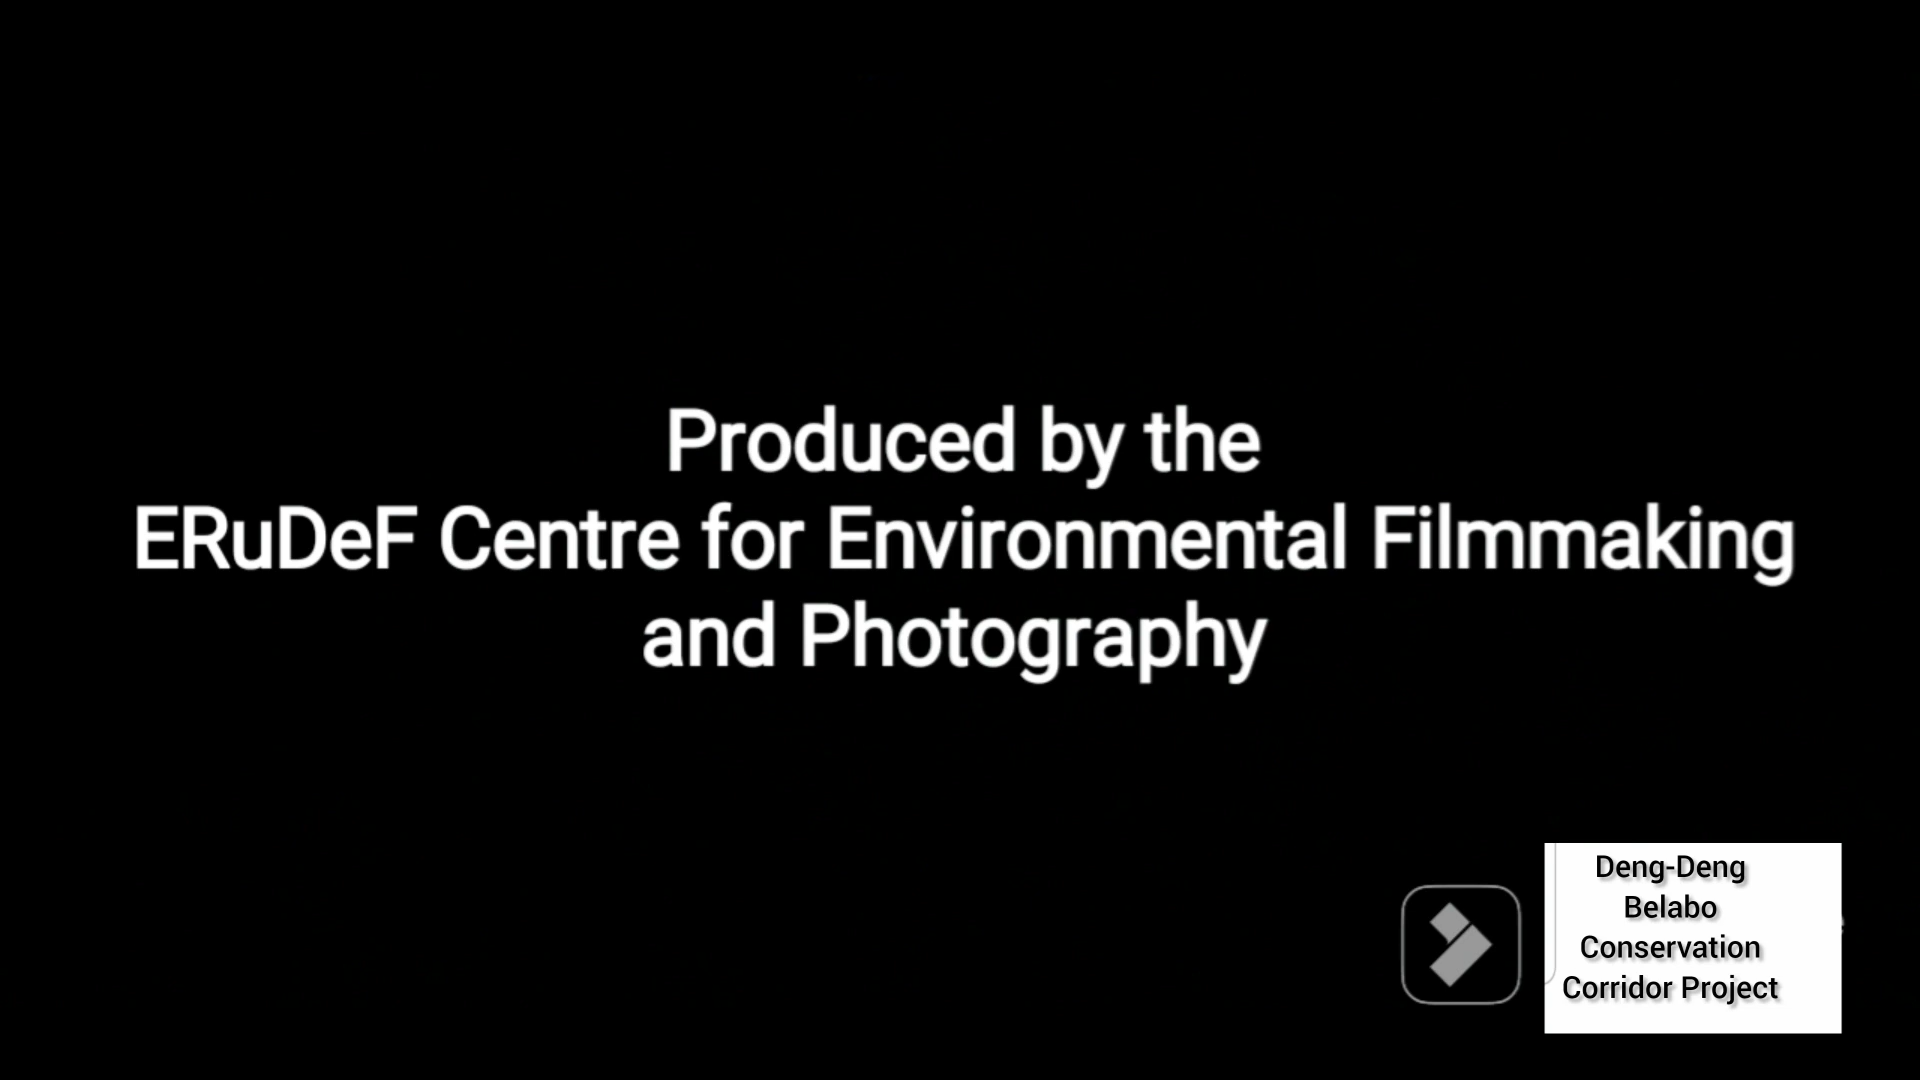 Produced by the
ERuDeF Centre for Environmental Filmmaking
and Photography
Deng-Deng
Belabo
Conservation
Corridor Project